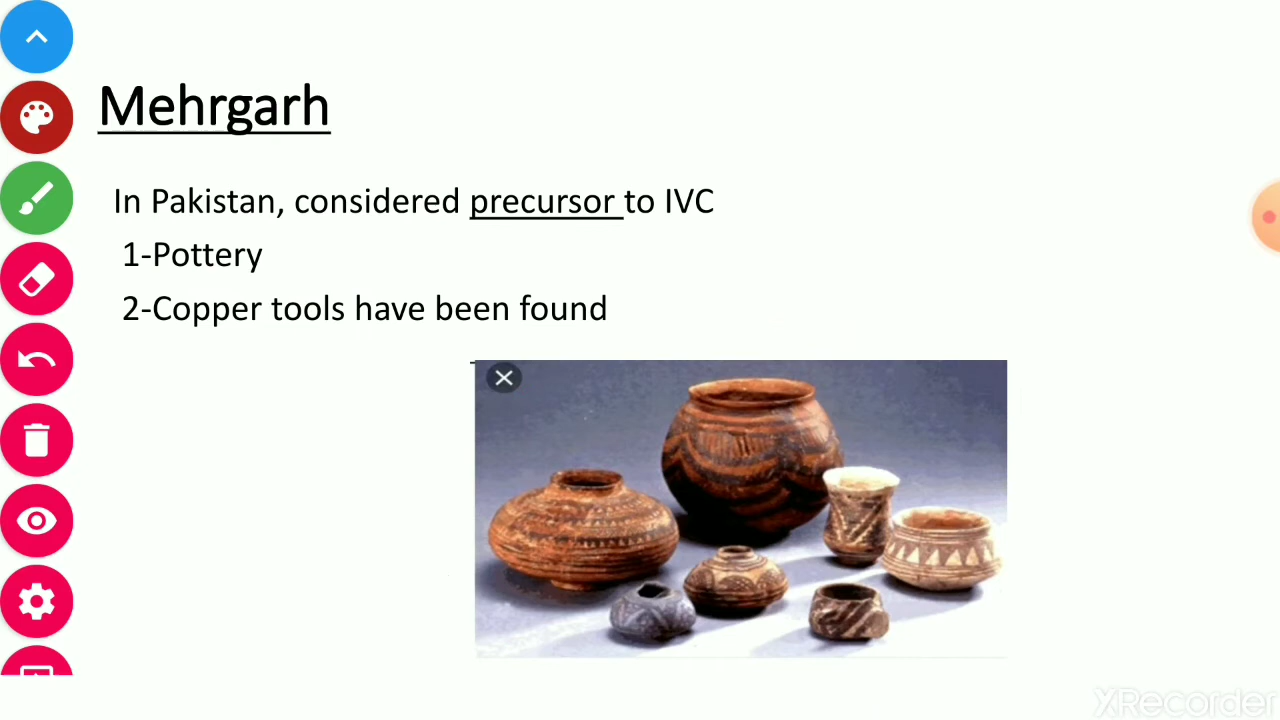 Mehrgarh
In Pakistan, considered precursor to IVC
1-Pottery
2-Copper tools have been found
XRecorder